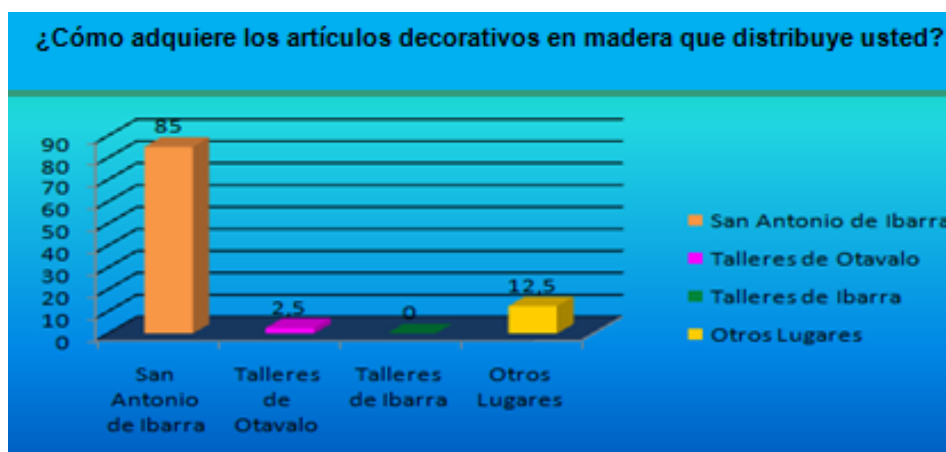 ¿Cómo adquiere los artículos decorativos en madera que distribuye usted?
85
90
80
70
60
50
40
30
20
10
0
2,5
0
12,5
San Antonio de Ibarra
Talleres de Otavalo
Talleres de Ibarra
Otros Lugares
San
Antonio
de Ibarra
Talleres
de
Otavalo
Talleres
de Ibarra
Otros
Lugares